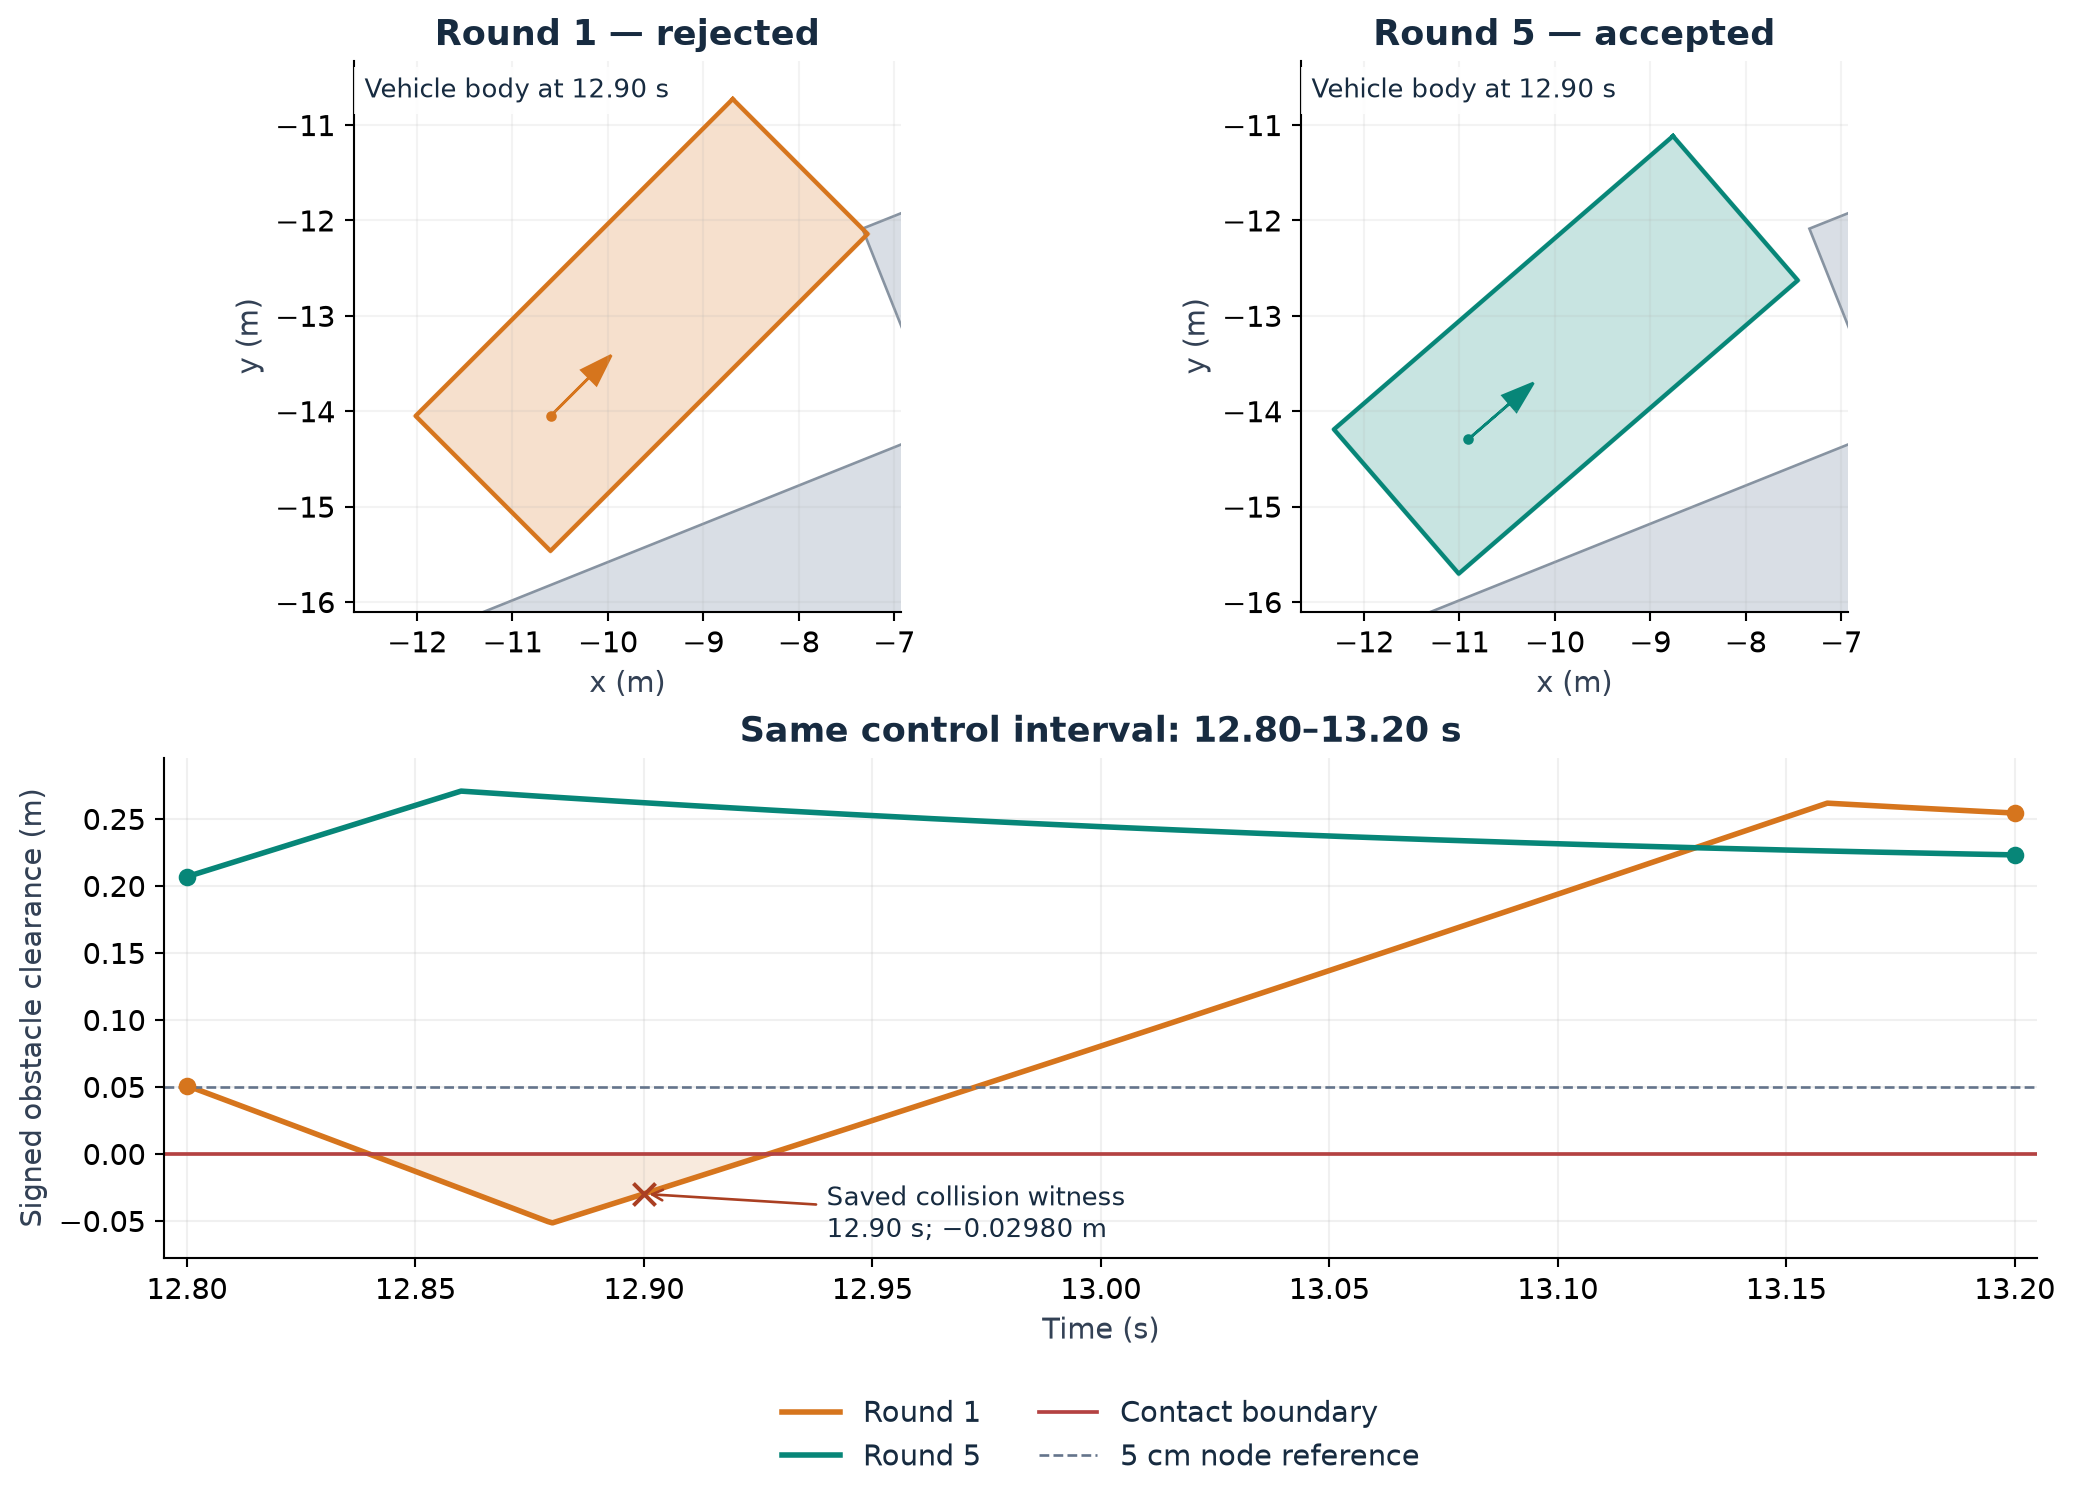 Round 1 — rejected
Vehicle body at 12.90 s
−11
−12
−13
−14
−15
−16
y (m)
−12
−11
−10
−9
−8
−7
x (m)
Round 5 — accepted
Vehicle body at 12.90 s
−11
−12
−13
−14
−15
−16
y (m)
−12
−11
−10
−9
−8
−7
x (m)
Same control interval: 12.80–13.20 s
Signed obstacle clearance (m)
0.25
0.20
0.15
0.10
0.05
0.00
−0.05
Saved collision witness
12.90 s; −0.02980 m
12.80
12.85
12.90
12.95
13.00
13.05
13.10
13.15
13.20
Time (s)
Round 1
Round 5
Contact boundary
5 cm node reference